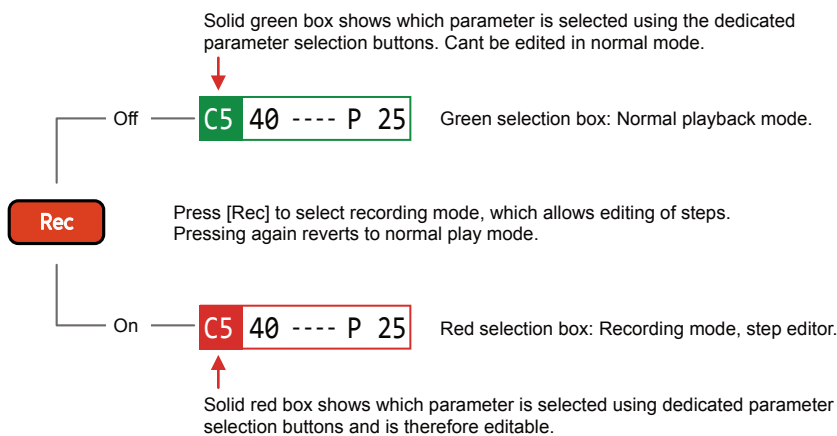 Solid green box shows which parameter is selected using the dedicated
parameter selection buttons. Cant be edited in normal mode.
Off
C5 40 ---- P 25
Green selection box: Normal playback mode.
Rec
Press [Rec] to select recording mode, which allows editing of steps.
Pressing again reverts to normal play mode.
On
C5 40 ---- P 25
Red selection box: Recording mode, step editor.
Solid red box shows which parameter is selected using dedicated parameter
selection buttons and is therefore editable.